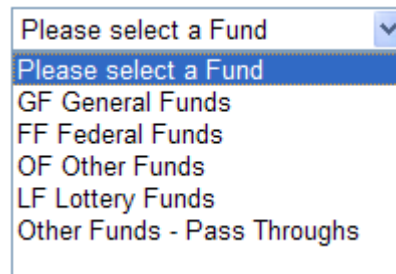 Please select a Fund
Please select a Fund
GF General Funds
FF Federal Funds
OF Other Funds
LF Lottery Funds
Other Funds - Pass Throughs